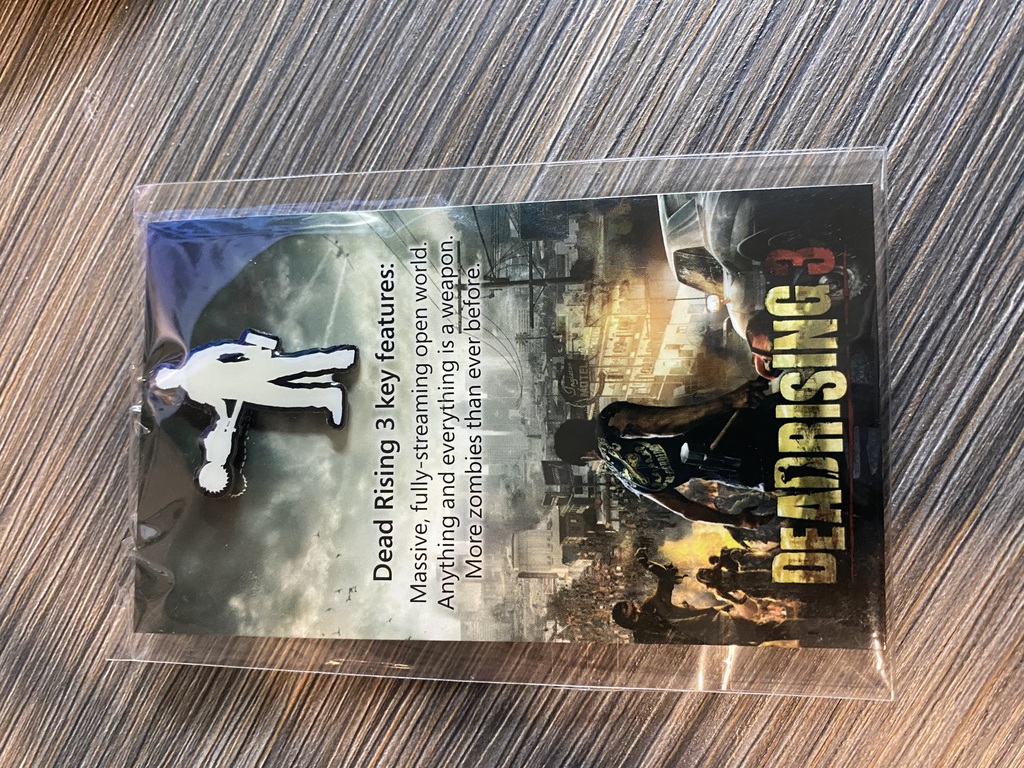 Dead Rising 3 key features:
Massive, fully-streaming open world.
Anything and everything is a weapon.
More zombies than ever before.
DEADRISING 3